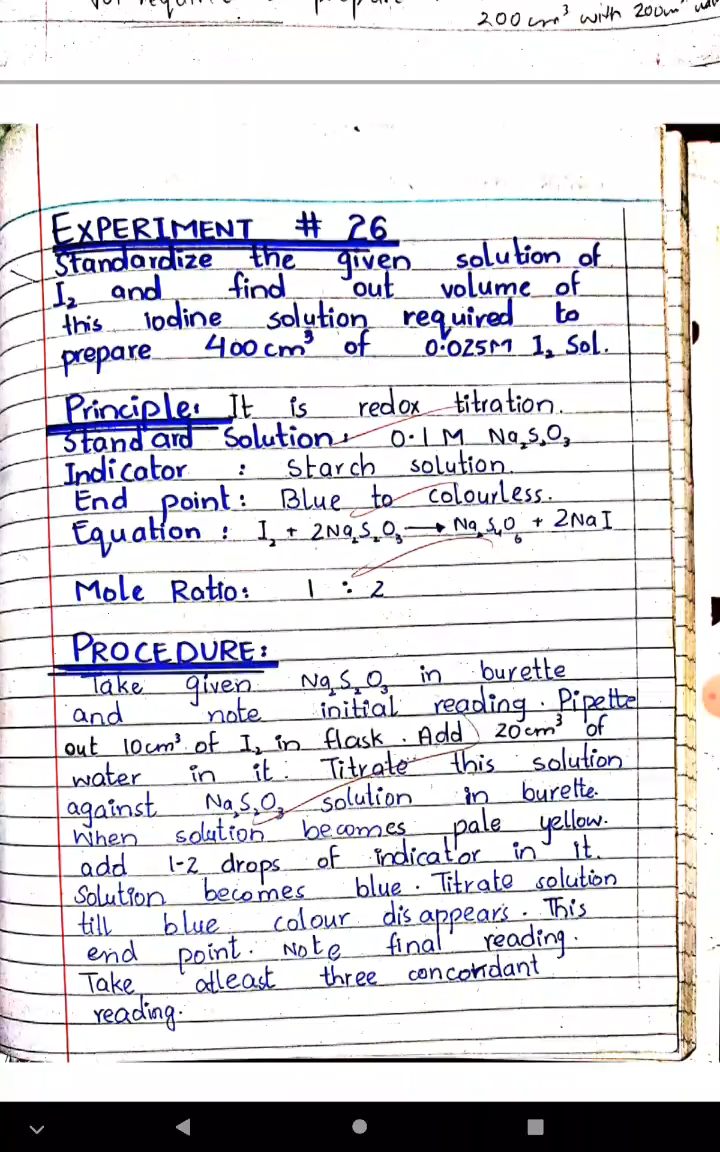 200 cm³ with 200cm³
EXPERIMENT # 26
Standardize the given solution of
I₂ and find out volume of
this iodine solution required to
prepare 400 cm³ of 0.025M I₂ Sol.
Principle: It is redox titration.
Standard Solution: 0.1 M Na₂S₂O₃
Indicator : Starch solution.
End point: Blue to colourless.
Equation : I₂ + 2Na₂S₂O₃ → Na₂S₄O₆ + 2NaI
Mole Ratio: 1 : 2
PROCEDURE:
Take given Na₂S₂O₃ in burette
and note initial reading. Pipette
out 10cm³ of I₂ in flask. Add 20cm³ of
water in it. Titrate this solution
against Na₂S₂O₃ solution in burette.
When solution becomes pale yellow.
add 1-2 drops of indicator in it.
Solution becomes blue. Titrate solution
till blue colour disappears. This
end point. Note final reading.
Take atleast three concordant
reading.